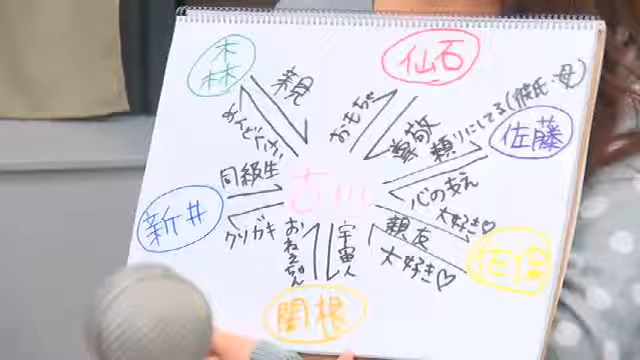 森
親
めんどくさい
仙石
おもちゃ
尊敬
頼りにしてる(彼氏・母)
佐藤
心の支え
同級生
古川
新井
クソガキ
おねえちゃん
宇宙人
大好き♡
親友
大好き♡
佐保
関根